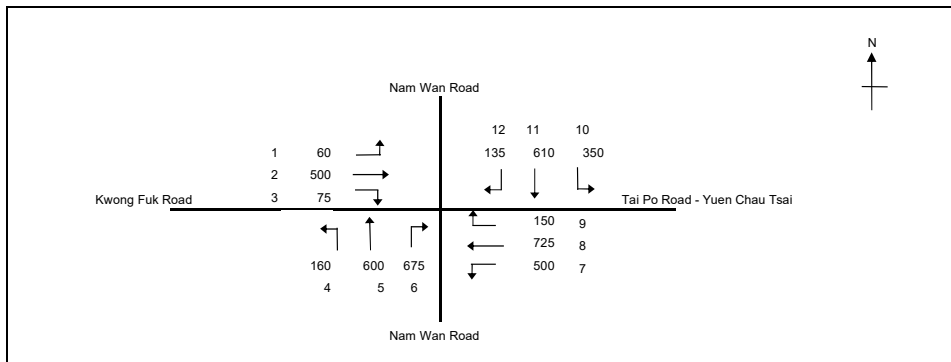 N
Nam Wan Road
12 11 10
1 60 135 610 350
2 500
Kwong Fuk Road 3 75 Tai Po Road - Yuen Chau Tsai
150 9
725 8
160 600 675 500 7
4 5 6
Nam Wan Road